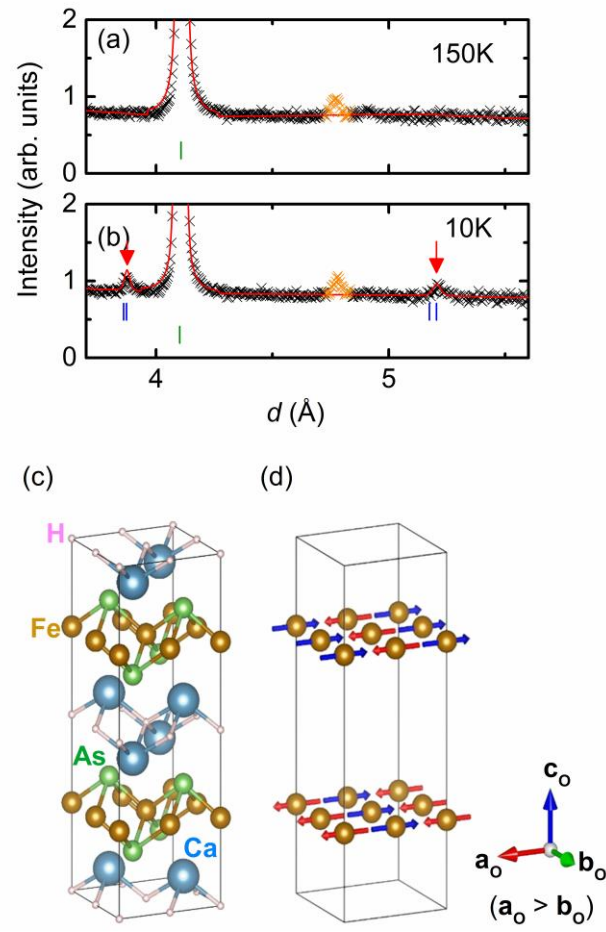 (a)
150K
2
1
0
Intensity (arb. units)
(b)
10K
2
1
0
4
5
d (Å)
(c)
(d)
H
Fe
As
Ca
c_o
a_o
b_o
(a_o > b_o)